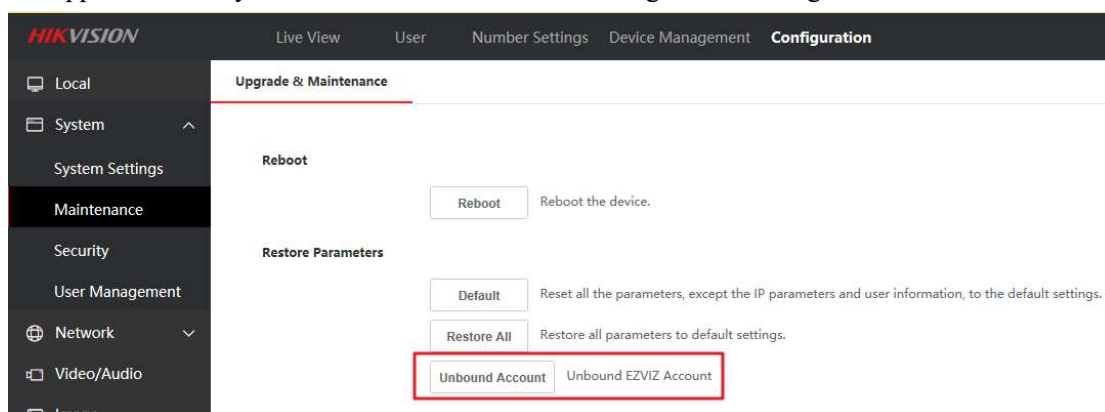 HIKVISION Live View User Number Settings Device Management Configuration
Local
Upgrade & Maintenance
System
System Settings
Reboot
Reboot Reboot the device.
Maintenance
Security
Restore Parameters
User Management
Default Reset all the parameters, except the IP parameters and user information, to the default settings.
Network
Restore All Restore all parameters to default settings.
Video/Audio
Unbound Account Unbound EZVIZ Account